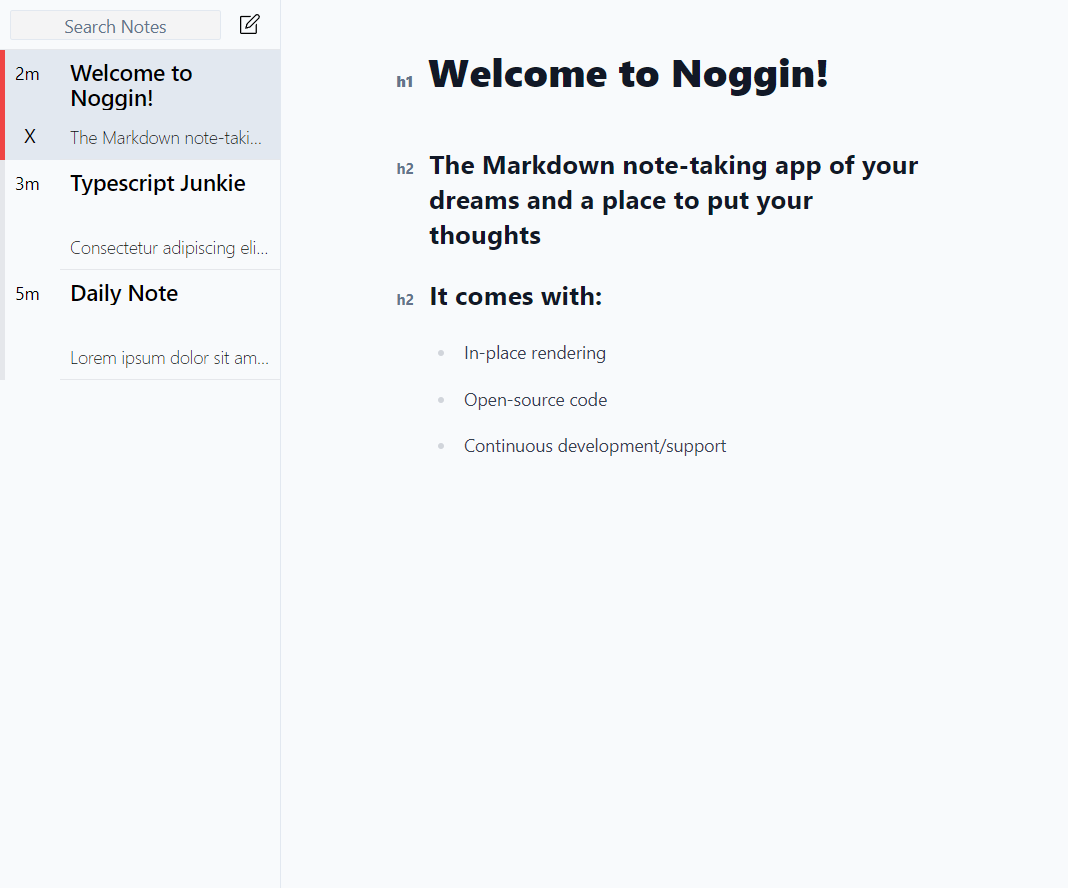 Search Notes
2m
Welcome to
Noggin!
X
The Markdown note-taki...
3m
Typescript Junkie
Consectetur adipiscing eli...
5m
Daily Note
Lorem ipsum dolor sit am...
h1 Welcome to Noggin!
h2 The Markdown note-taking app of your
dreams and a place to put your
thoughts
h2 It comes with:
In-place rendering
Open-source code
Continuous development/support